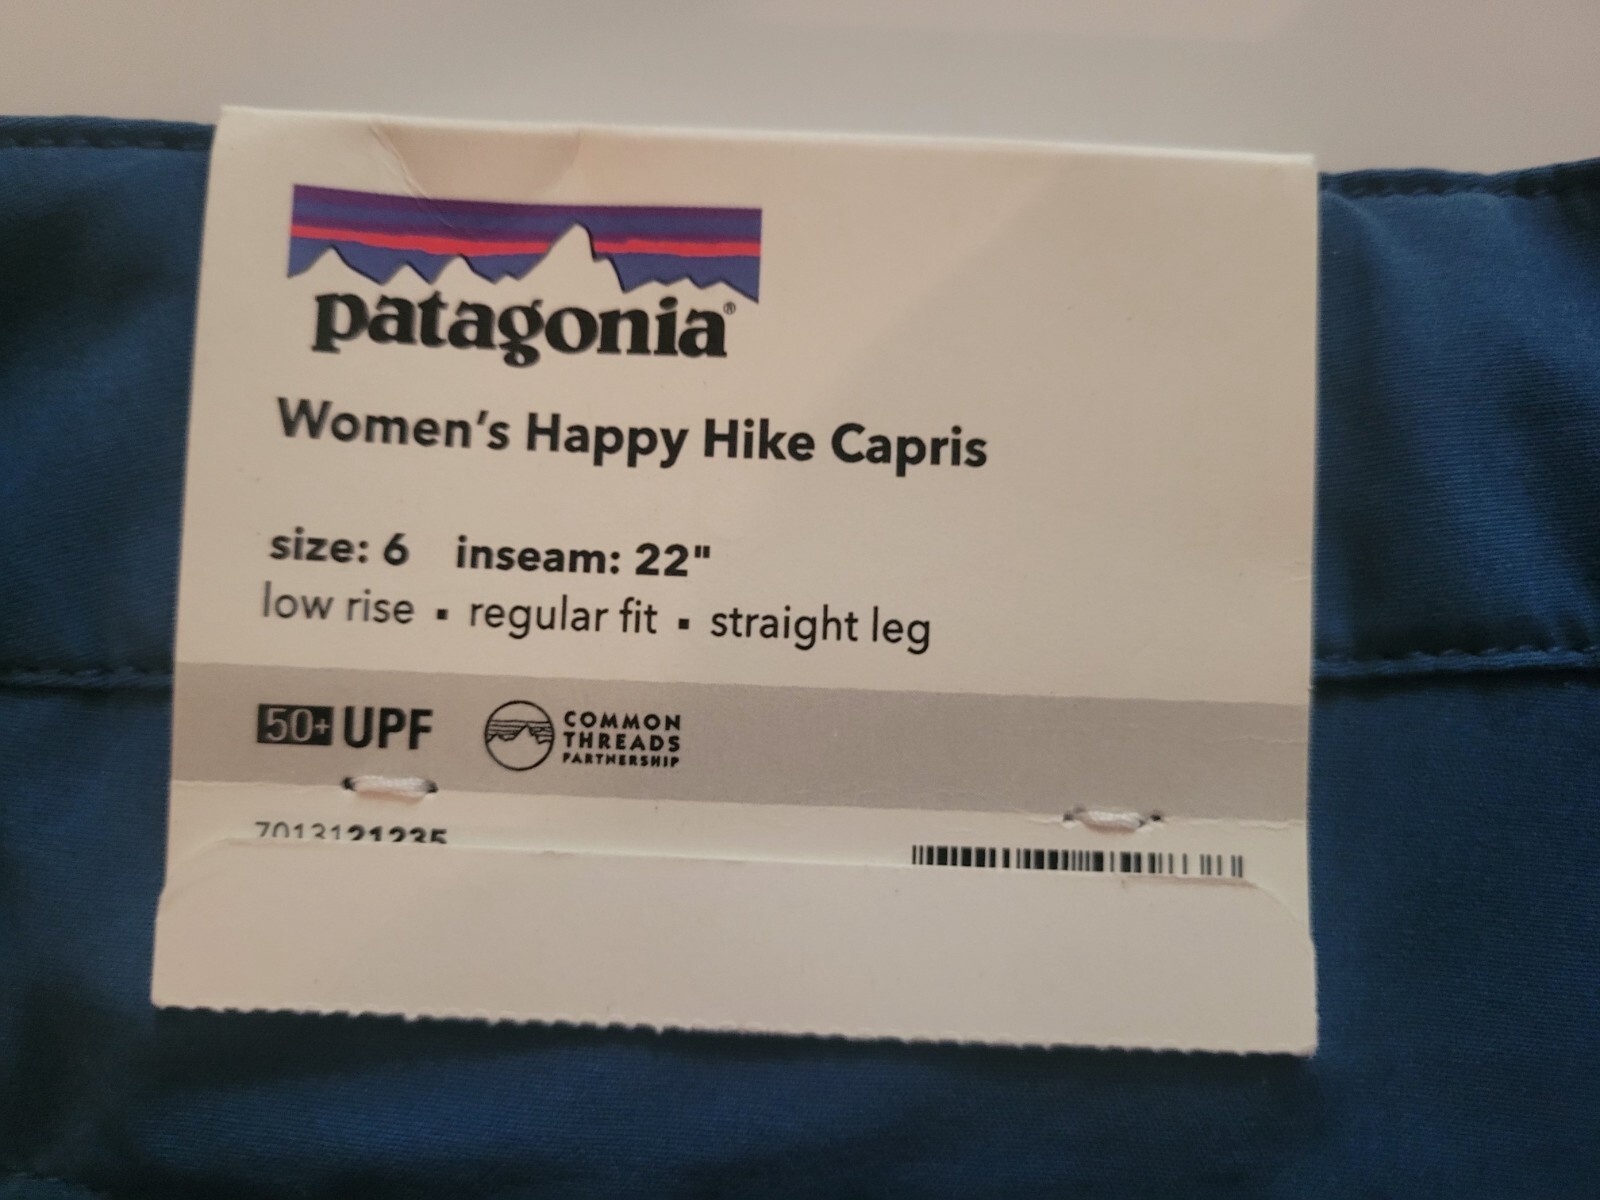 patagonia®
Women's Happy Hike Capris
size: 6 inseam: 22"
low rise ▪ regular fit ▪ straight leg
50+ UPF
COMMON
THREADS
PARTNERSHIP
7013121235